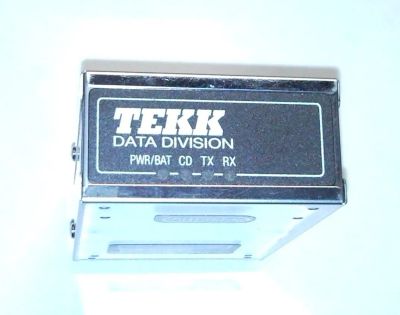 TEKK
DATA DIVISION
PWR/BAT CD TX RX